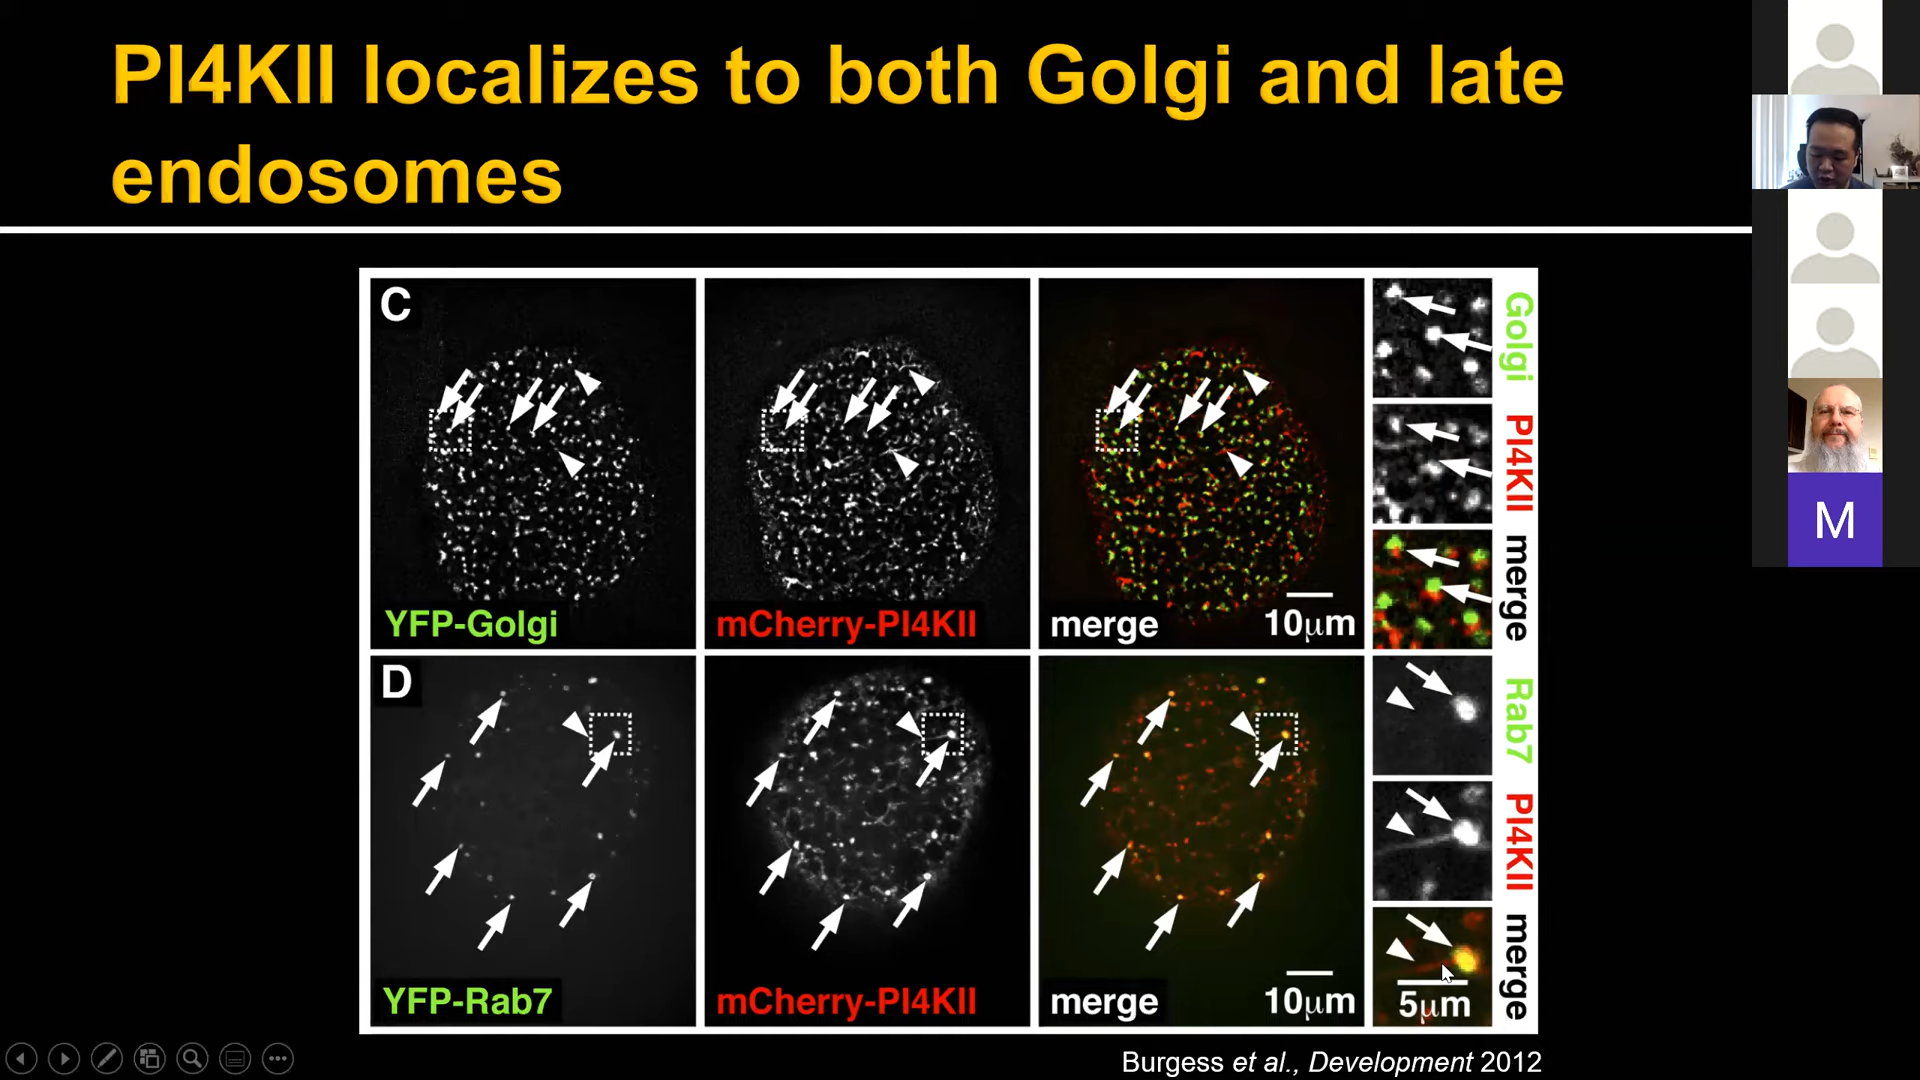 PI4KII localizes to both Golgi and late
endosomes
C
YFP-Golgi
mCherry-PI4KII
merge
10µm
Golgi
PI4KII
merge
D
YFP-Rab7
mCherry-PI4KII
merge
10µm
Rab7
PI4KII
merge
5µm
Burgess et al., Development 2012
M